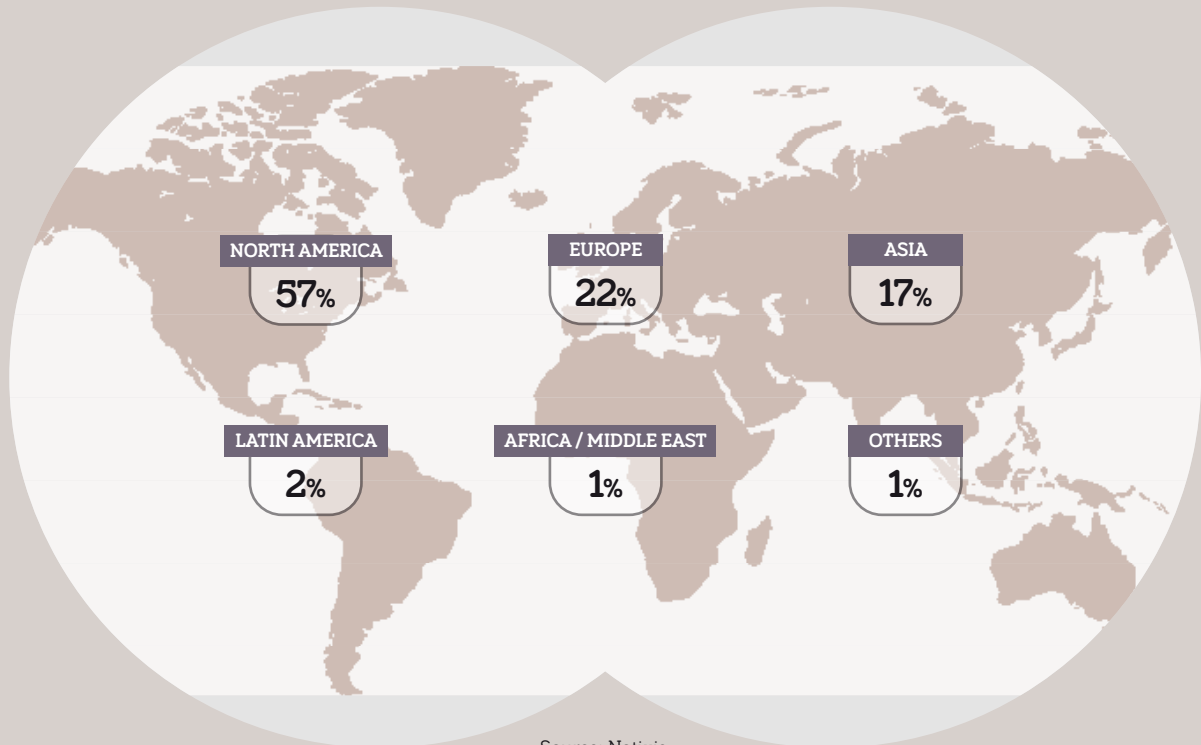 NORTH AMERICA
57%
EUROPE
22%
ASIA
17%
LATIN AMERICA
2%
AFRICA / MIDDLE EAST
1%
OTHERS
1%